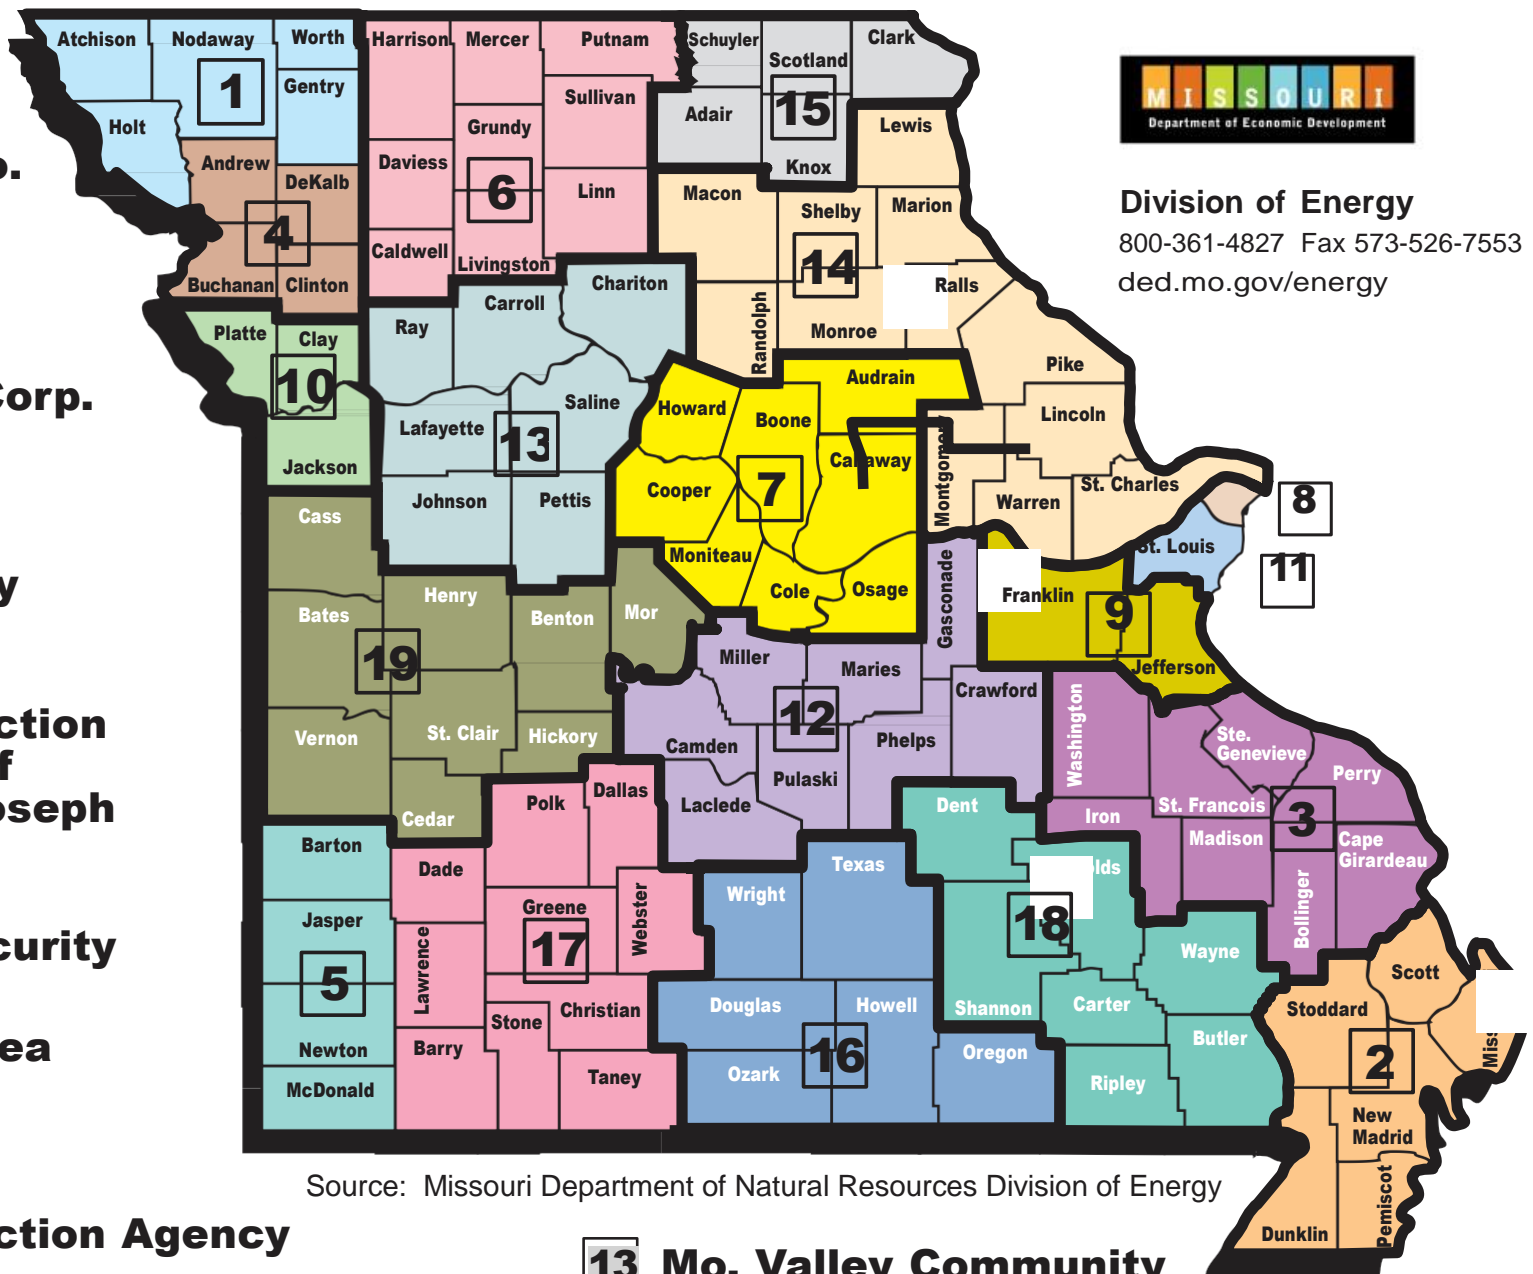 Atchison
Nodaway
Worth
Harrison
Mercer
Putnam
Schuyler
Scotland
Clark
MISSOURI
Department of Economic Development
1
Gentry
Sullivan
15
Holt
Grundy
Adair
Lewis
o.
Andrew
DeKalb
Daviess
6
Linn
Knox
Macon
Shelby
Marion
Division of Energy
800-361-4827 Fax 573-526-7553
ded.mo.gov/energy
4
Caldwell
Livingston
14
Buchanan
Clinton
Carroll
Chariton
Ralls
Platte
Clay
Ray
Randolph
Monroe
10
Pike
Corp.
Howard
Boone
Audrain
Lafayette
Saline
Lincoln
13
Callaway
Jackson
Johnson
Pettis
Cooper
7
Montgomery
Warren
St. Charles
8
Cass
Moniteau
St. Louis
11
y
Bates
Henry
Benton
Mor
Cole
Osage
Gasconade
Franklin
9
19
Miller
Maries
Jefferson
Crawford
Washington
ction
f
oseph
Vernon
St. Clair
Hickory
Camden
12
Phelps
Ste.
Genevieve
Perry
Pulaski
Cedar
Polk
Dallas
Laclede
Dent
Iron
St. Francois
3
Barton
Dade
Texas
olds
Madison
Cape
Girardeau
Wright
Jasper
Greene
Webster
18
Bollinger
curity
Lawrence
17
Wayne
Scott
5
Christian
Douglas
Howell
Shannon
Carter
Stoddard
Stone
ea
Newton
Barry
Taney
16
Ozark
Oregon
Butler
2
Miss
McDonald
Ripley
New
Madrid
Source: Missouri Department of Natural Resources Division of Energy
Pemiscot
Dunklin
ction Agency
13 Mo. Valley Community